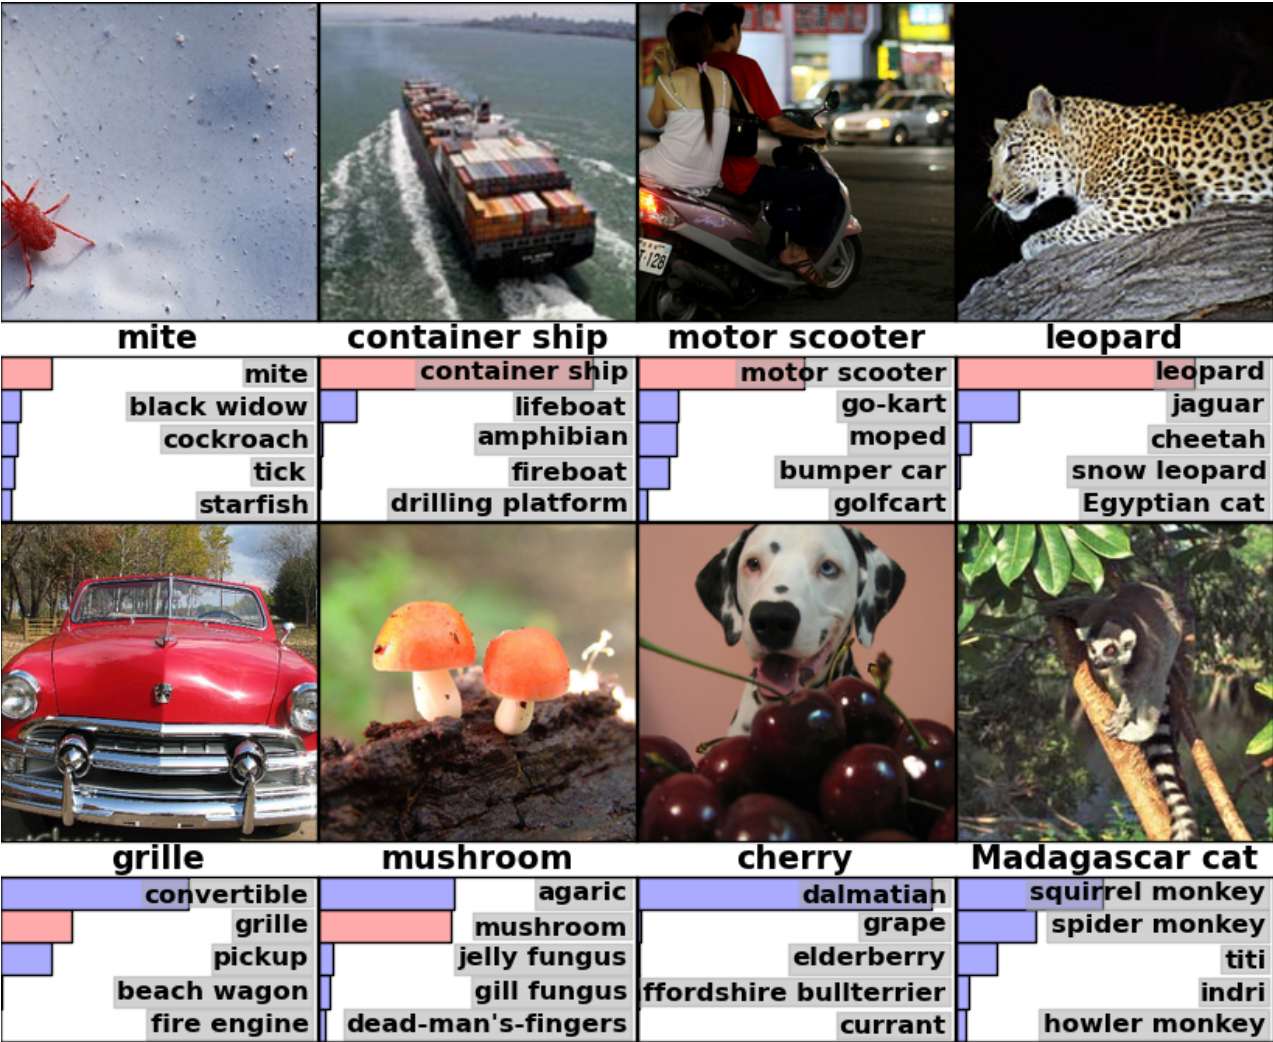 T-128
mite
container ship
motor scooter
leopard
mite
black widow
cockroach
tick
starfish
container ship
lifeboat
amphibian
fireboat
drilling platform
motor scooter
go-kart
moped
bumper car
golfcart
leopard
jaguar
cheetah
snow leopard
Egyptian cat
grille
mushroom
cherry
Madagascar cat
convertible
grille
pickup
beach wagon
fire engine
agaric
mushroom
jelly fungus
gill fungus
dead-man's-fingers
dalmatian
grape
elderberry
ffordshire bullterrier
currant
squirrel monkey
spider monkey
titi
indri
howler monkey